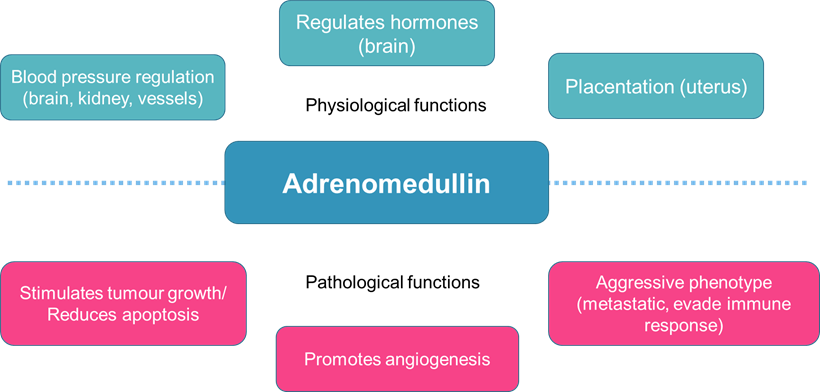 Regulates hormones
(brain)
Blood pressure regulation
(brain, kidney, vessels)
Placentation (uterus)
Physiological functions
Adrenomedullin
Pathological functions
Stimulates tumour growth/
Reduces apoptosis
Aggressive phenotype
(metastatic, evade immune
response)
Promotes angiogenesis